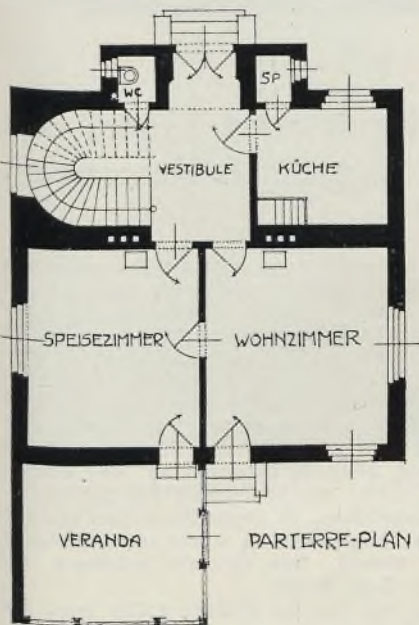 WC
SP
VESTIBULE
KÜCHE
SPEISEZIMMER
WOHNZIMMER
VERANDA
PARTERRE-PLAN